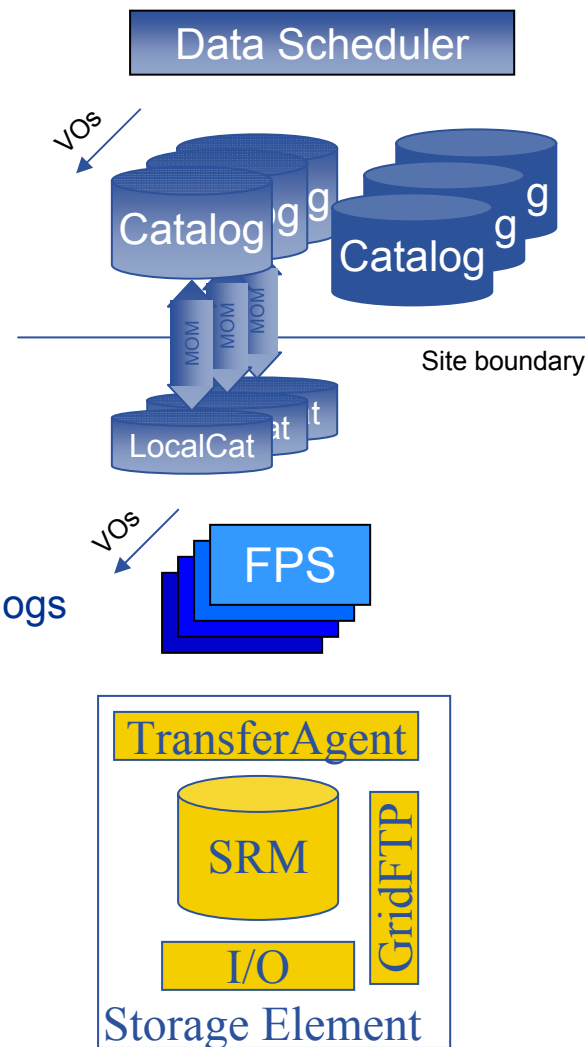 Data Scheduler
VOs
Catalog
g
g
Catalog
g
g
MOM
MOM
MOM
Site boundary
LocalCat
at
t
VOs
FPS
ogs
TransferAgent
SRM
GridFTP
I/O
Storage Element